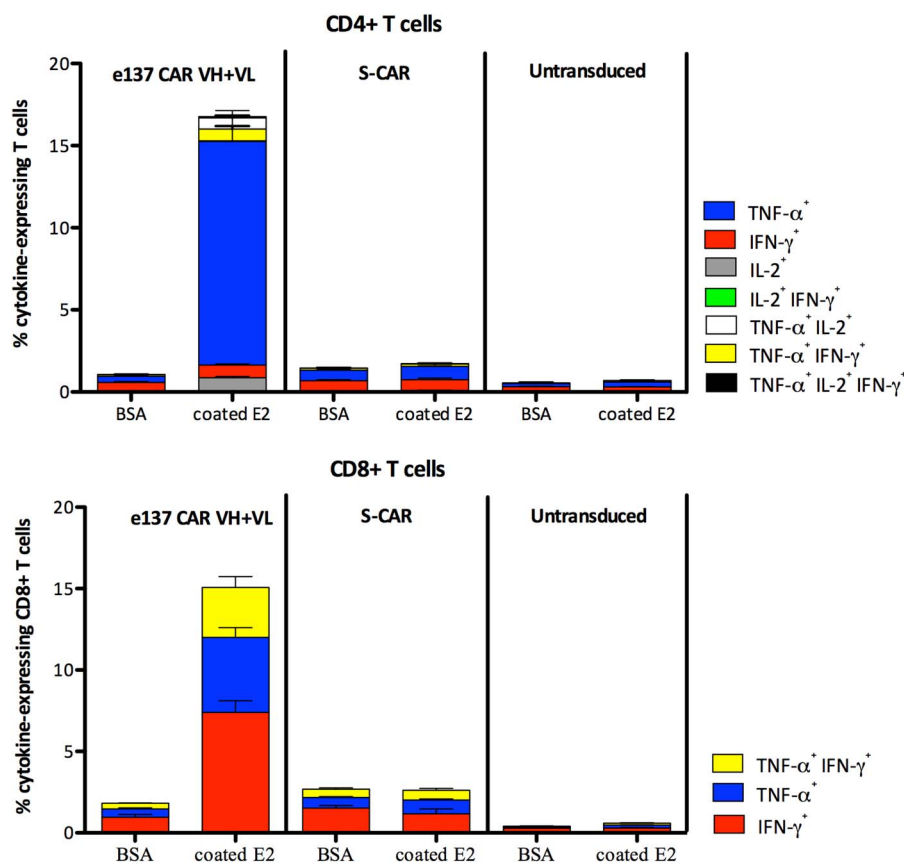 CD4+ T cells
% cytokine-expressing T cells
20
15
10
5
0
e137 CAR VH+VL
S-CAR
Untransduced
BSA
coated E2
BSA
coated E2
BSA
coated E2
TNF-α⁺
IFN-γ⁺
IL-2⁺
IL-2⁺ IFN-γ⁺
TNF-α⁺ IL-2⁺
TNF-α⁺ IFN-γ⁺
TNF-α⁺ IL-2⁺ IFN-γ⁺
CD8+ T cells
% cytokine-expressing CD8+ T cells
20
15
10
5
0
e137 CAR VH+VL
S-CAR
Untransduced
BSA
coated E2
BSA
coated E2
BSA
coated E2
TNF-α⁺ IFN-γ⁺
TNF-α⁺
IFN-γ⁺